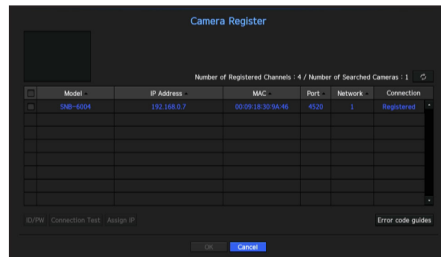 Camera Register
Number of Registered Channels : 4 / Number of Searched Cameras : 1
Model IP Address MAC Port Network Connection
SNB-6004 192.168.0.7 00:09:18:30:9A:46 4520 1 Registered
ID/PW Connection Test Assign IP Error code guides
OK Cancel